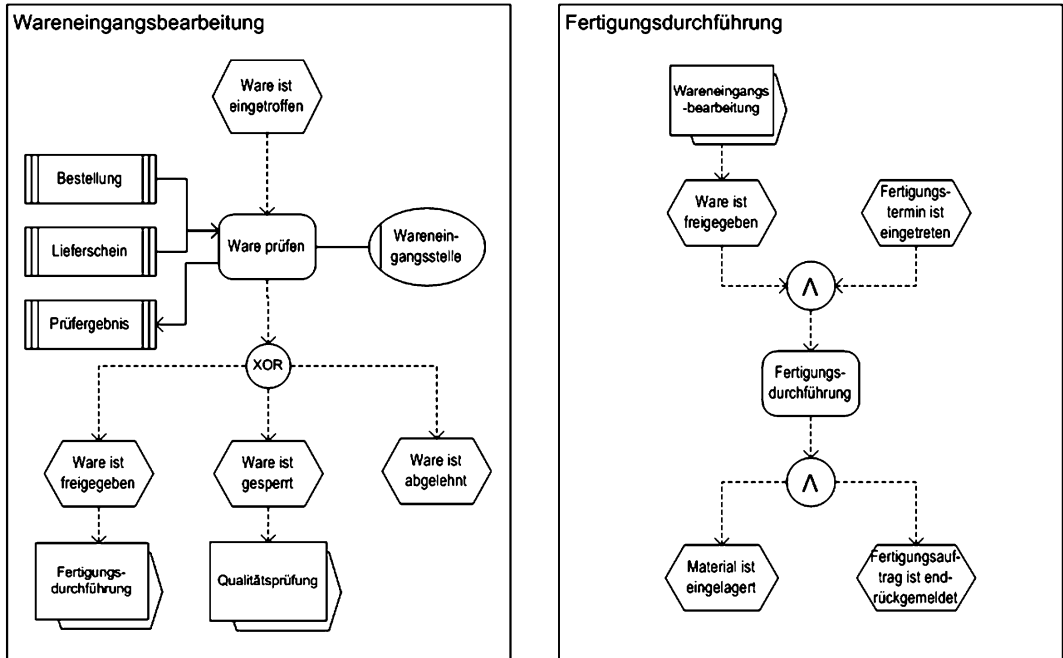 Wareneingangsbearbeitung
Ware ist
eingetroffen
Bestellung
Lieferschein
Prüfergebnis
Ware prüfen
Warenein-
gangsstelle
XOR
Ware ist
freigegeben
Ware ist
gesperrt
Ware ist
abgelehnt
Fertigungs-
durchführung
Qualitätsprüfung
Fertigungsdurchführung
Wareneingangs
-bearbeitung
Ware ist
freigegeben
Fertigungs-
termin ist
eingetreten
Λ
Fertigungs-
durchführung
Λ
Material ist
eingelagert
Fertigungsauf-
trag ist end-
rückgemeldet